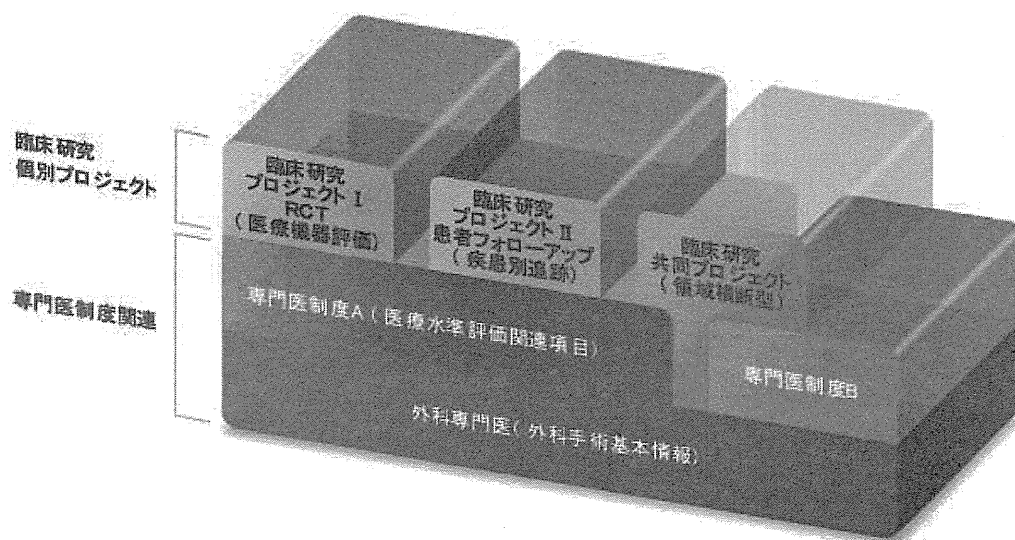 臨床研究
個別プロジェクト
専門医制度関連
臨床研究
プロジェクト I
RCT
(医療機器評価)
臨床研究
プロジェクト II
患者フォローアップ
(疾患別追跡)
臨床研究
共同プロジェクト
(領域横断型)
専門医制度A(医療水準評価関連項目)
専門医制度B
外科専門医(外科手術基本情報)